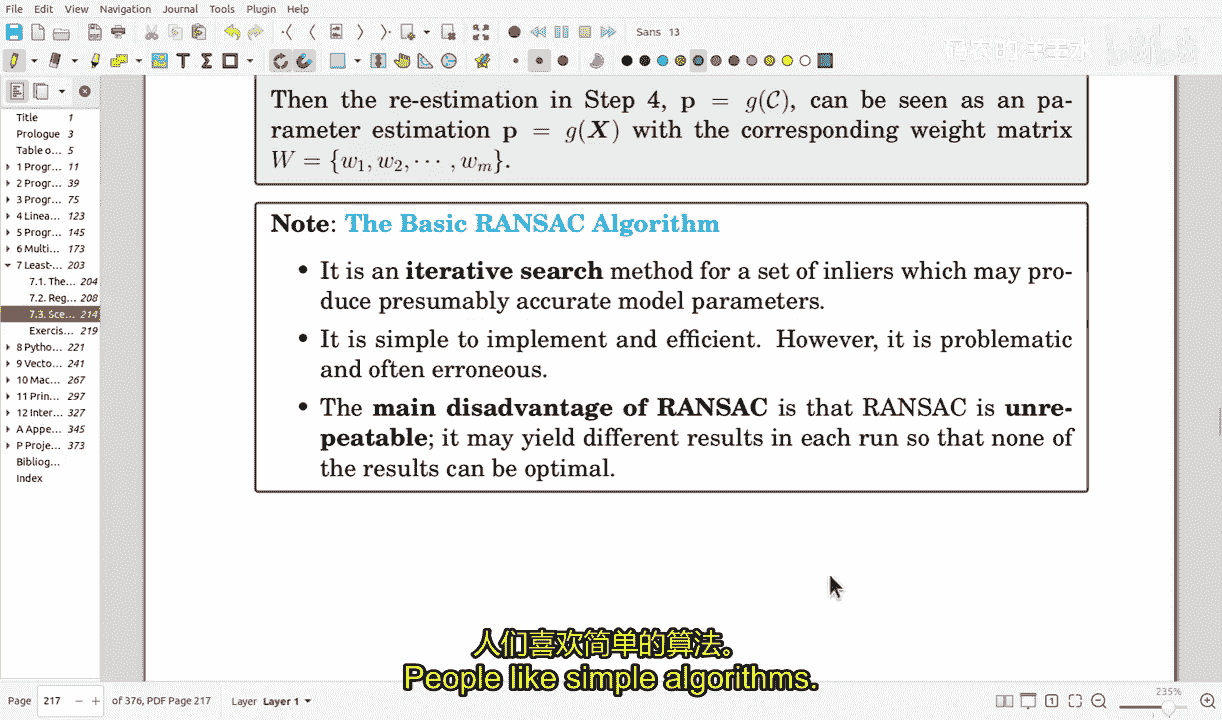 File Edit View Navigation Journal Tools Plugin Help
Sans 13
Title 1
Prologue 3
Table o... 5
1 Progr... 11
2 Progr... 39
3 Progr... 75
4 Linea... 123
5 Progr... 145
6 Multi... 173
7 Least-... 203
7.1. The... 204
7.2. Reg... 208
7.3. Sce... 214
Exercis... 219
8 Pytho... 221
9 Vecto... 241
10 Mac... 267
11 Prin... 297
12 Inter... 327
A Appe... 345
P Proje... 373
Bibliog...
Index
Then the re-estimation in Step 4, p = g(C), can be seen as an pa-
rameter estimation p = g(X) with the corresponding weight matrix
W = {w₁, w₂, ⋯ , wₘ}.
Note: The Basic RANSAC Algorithm
• It is an iterative search method for a set of inliers which may pro-
duce presumably accurate model parameters.
• It is simple to implement and efficient. However, it is problematic
and often erroneous.
• The main disadvantage of RANSAC is that RANSAC is unre-
peatable; it may yield different results in each run so that none of
the results can be optimal.
人们喜欢简单的算法。
People like simple algorithms.
Page 217 − + of 376, PDF Page 217 Layer Layer 1
235%